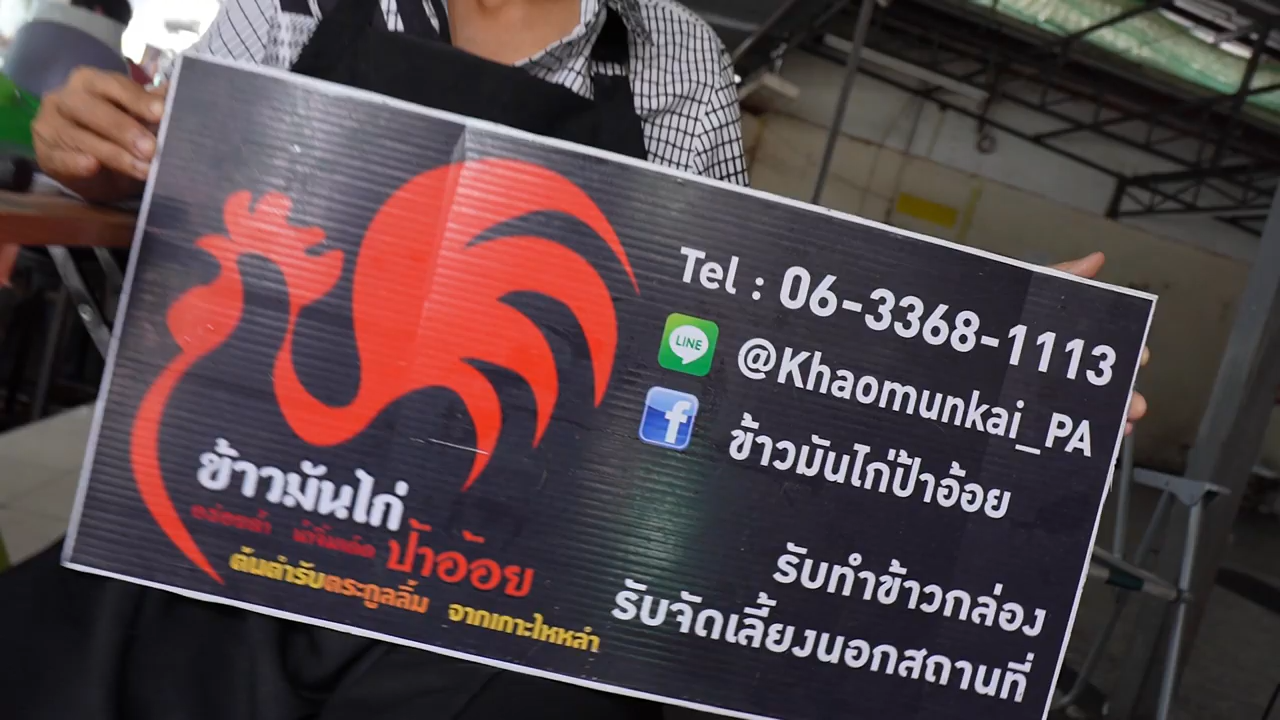 ข้าวมันไก่
ป้าอ้อย
ต้นตำรับตระกูลลิ้ม จากเกาะไหหลำ
Tel : 06-3368-1113
LINE
@Khaomunkai_PA
f
ข้าวมันไก่ป้าอ้อย
รับทำข้าวกล่อง
รับจัดเลี้ยงนอกสถานที่